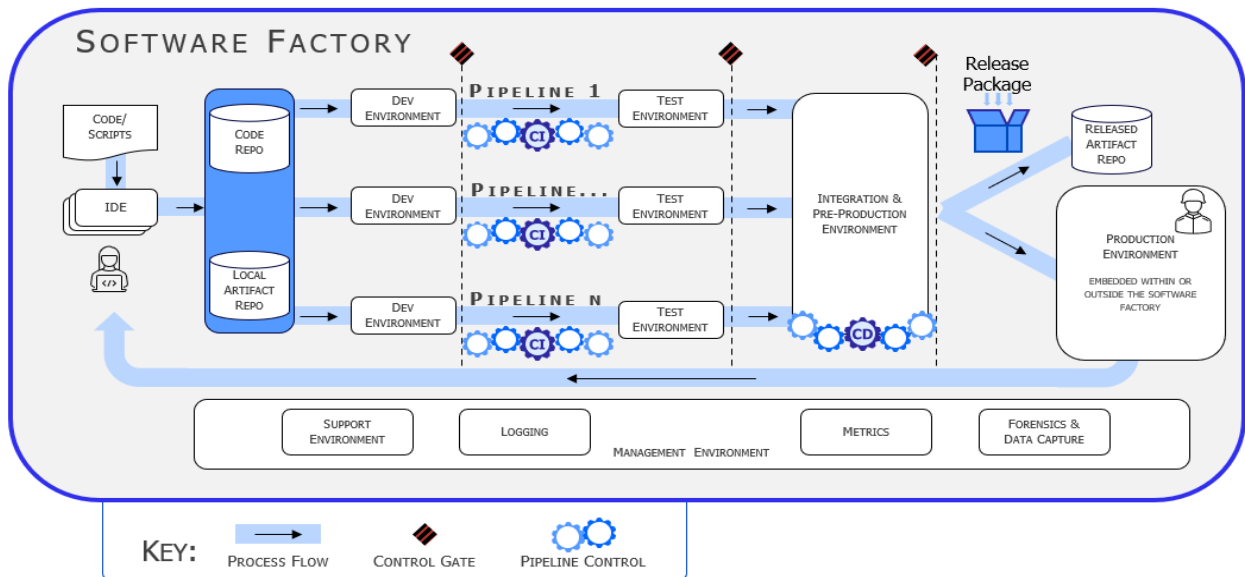 SOFTWARE FACTORY
CODE/
SCRIPTS
IDE
CODE
REPO
LOCAL
ARTIFACT
REPO
DEV
ENVIRONMENT
PIPELINE 1
CI
TEST
ENVIRONMENT
DEV
ENVIRONMENT
PIPELINE...
CI
TEST
ENVIRONMENT
DEV
ENVIRONMENT
PIPELINE N
CI
TEST
ENVIRONMENT
INTEGRATION &
PRE-PRODUCTION
ENVIRONMENT
CD
Release
Package
RELEASED
ARTIFACT
REPO
PRODUCTION
ENVIRONMENT
EMBEDDED WITHIN OR
OUTSIDE THE SOFTWARE
FACTORY
SUPPORT
ENVIRONMENT
LOGGING
METRICS
FORENSICS &
DATA CAPTURE
MANAGEMENT ENVIRONMENT
KEY:
PROCESS FLOW
CONTROL GATE
PIPELINE CONTROL